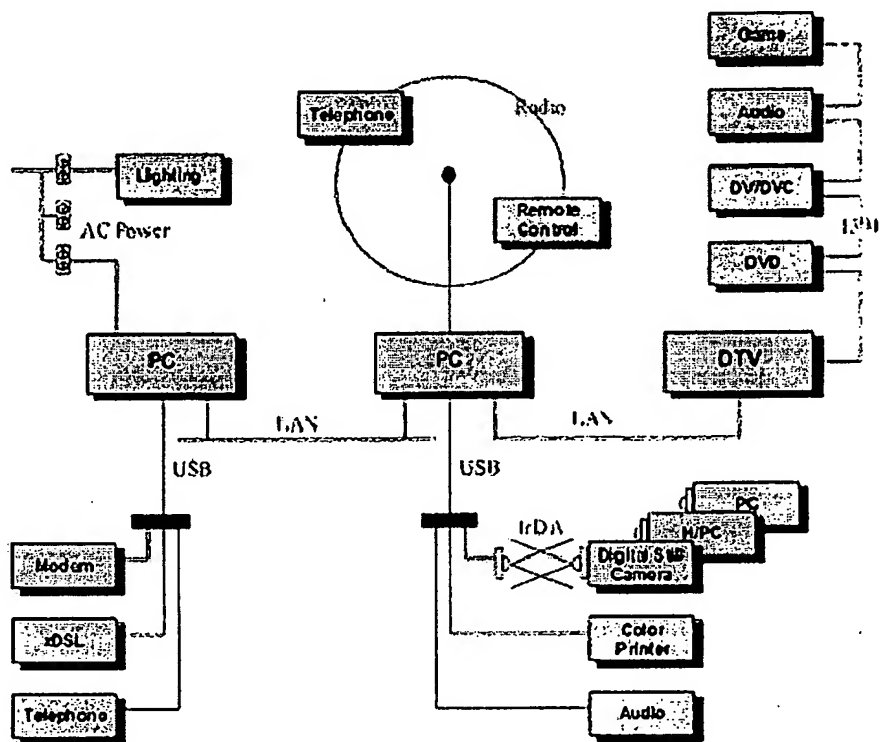 Game
Telephone
Radio
Audio
Lighting
DV/DVC
Remote
Control
AC Power
DVD
PC
PC
DTV
LAN
LAN
USB
USB
IrDA
PC
H/PC
Modem
Digital Still
Camera
xDSL
Color
Printer
Telephone
Audio